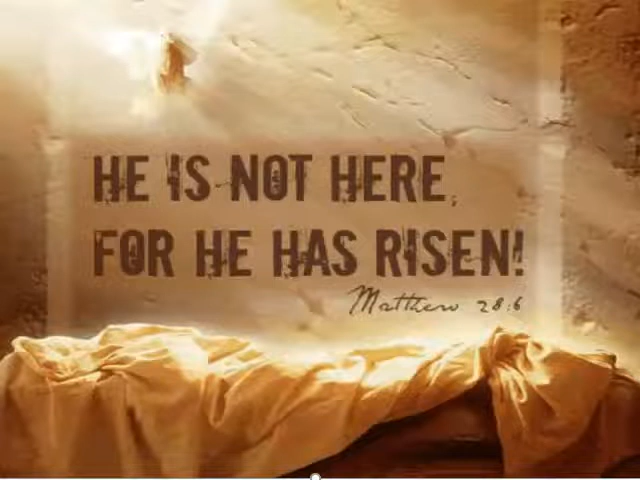 HE IS NOT HERE,
FOR HE HAS RISEN!
Matthew 28:6